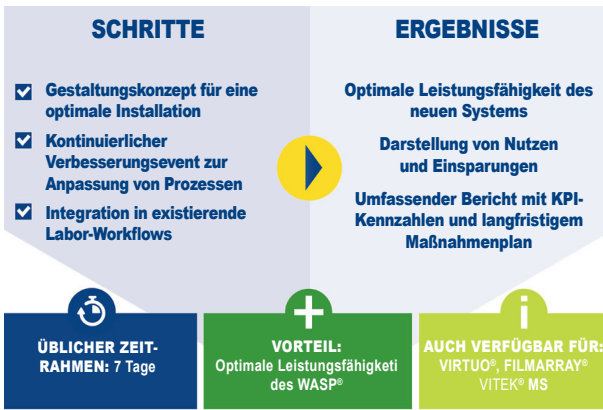 SCHRITTE
Gestaltungskonzept für eine
optimale Installation
Kontinuierlicher
Verbesserungsevent zur
Anpassung von Prozessen
Integration in existierende
Labor-Workflows
ERGEBNISSE
Optimale Leistungsfähigkeit des
neuen Systems
Darstellung von Nutzen
und Einsparungen
Umfassender Bericht mit KPI-
Kennzahlen und langfristigem
Maßnahmenplan
ÜBLICHER ZEIT-
RAHMEN: 7 Tage
VORTEIL:
Optimale Leistungsfähigketi
des WASP®
i
AUCH VERFÜGBAR FÜR:
VIRTUO®, FILMARRAY®
VITEK® MS